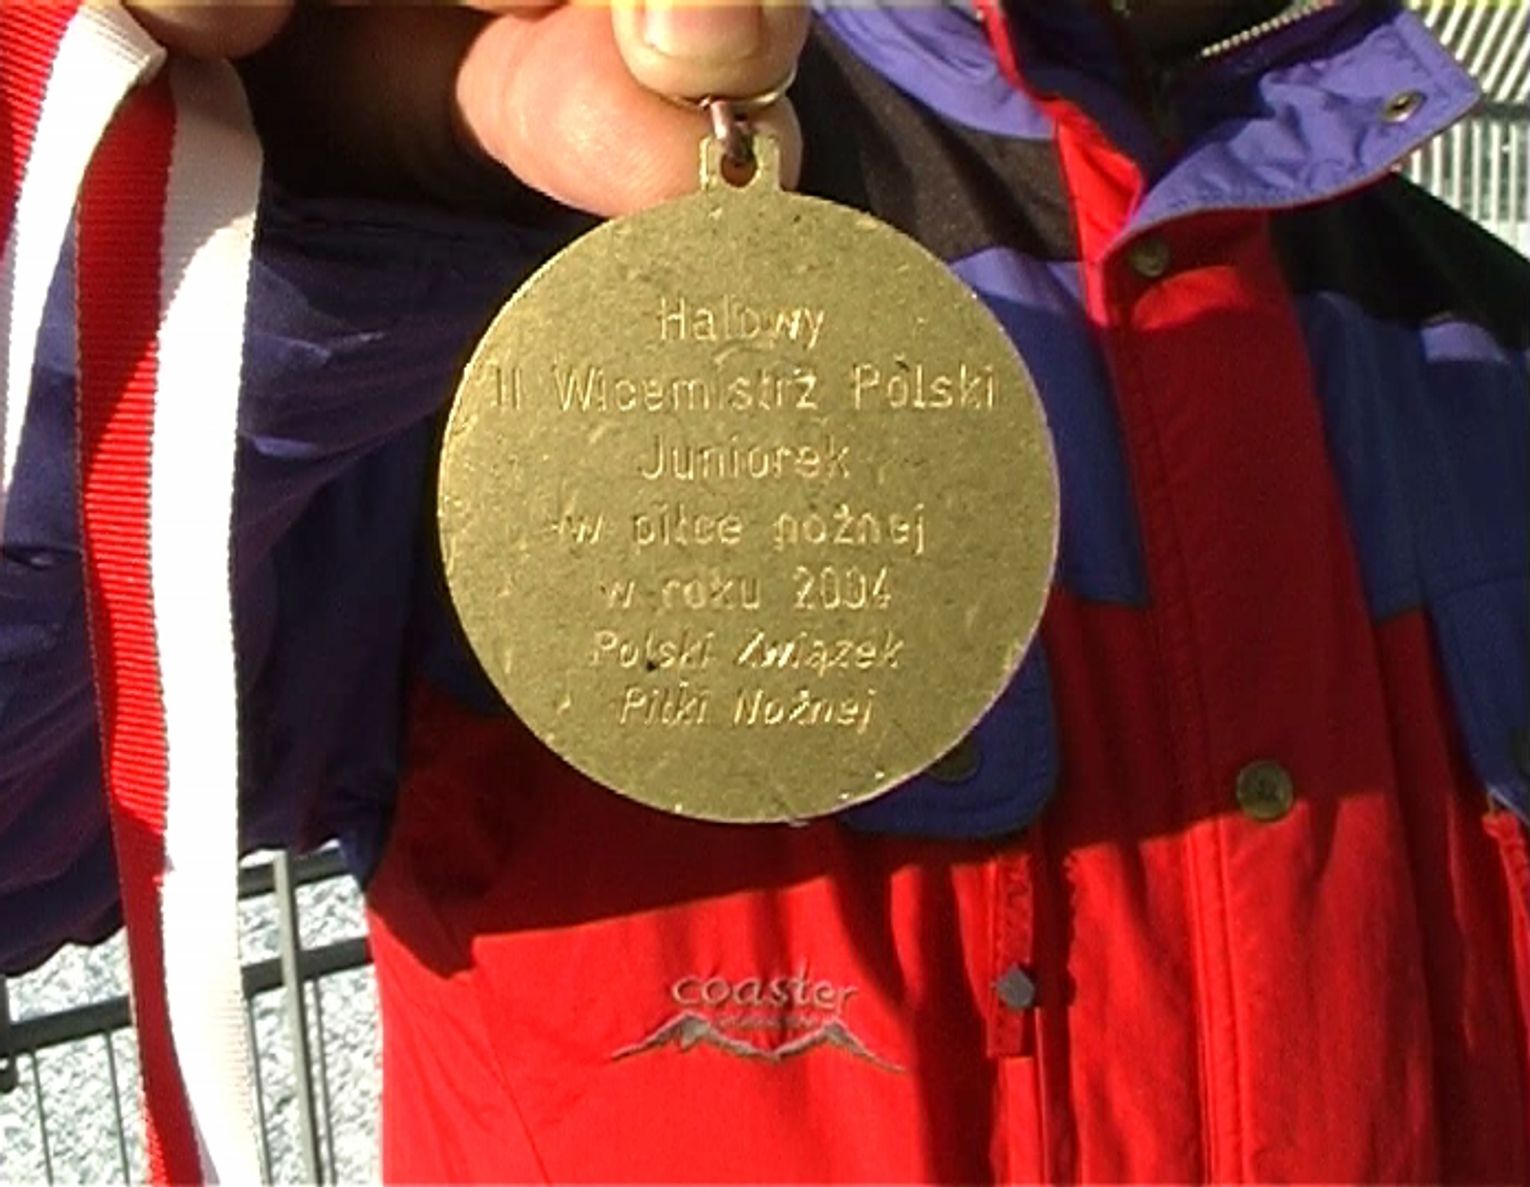 Halowy
II Wicemistrz Polski
Juniorek
w piłce nożnej
w roku 2004
Polski Związek
Piłki Nożnej
coaster